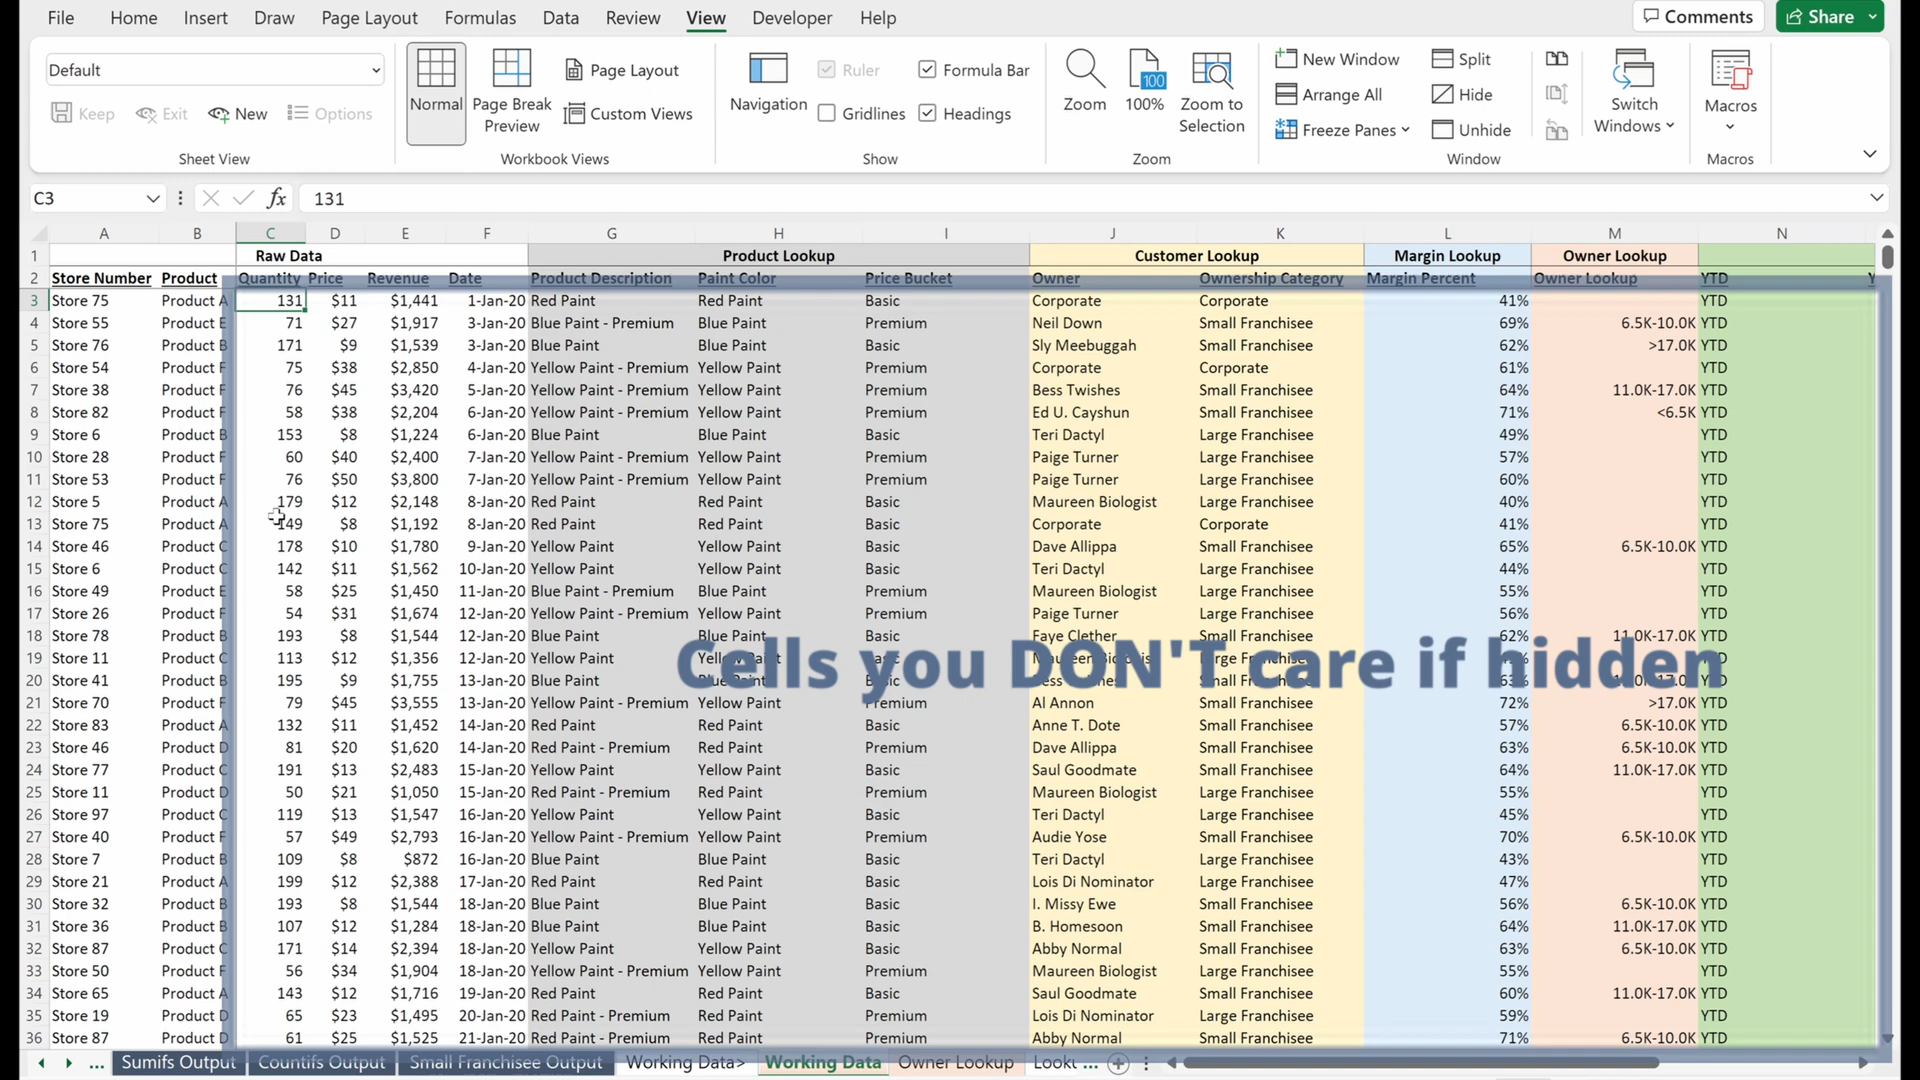 File Home Insert Draw Page Layout Formulas Data Review View Developer Help Comments Share
Default
Keep Exit New Options
Sheet View
Normal Page Break Preview Page Layout Custom Views
Workbook Views
Navigation Ruler Formula Bar Gridlines Headings
Show
Zoom 100 100% Zoom to Selection
Zoom
New Window Arrange All Freeze Panes Split Hide Unhide Switch Windows
Window
Macros
Macros
C3 fx 131
A B C D E F G H I J K L M N
1 Raw Data Product Lookup Customer Lookup Margin Lookup Owner Lookup
2 Store Number Product Quantity Price Revenue Date Product Description Paint Color Price Bucket Owner Ownership Category Margin Percent Owner Lookup YTD Y
3 Store 75 Product A 131 $11 $1,441 1-Jan-20 Red Paint Red Paint Basic Corporate Corporate 41% YTD
4 Store 55 Product E 71 $27 $1,917 3-Jan-20 Blue Paint - Premium Blue Paint Premium Neil Down Small Franchisee 69% 6.5K-10.0K YTD
5 Store 76 Product B 171 $9 $1,539 3-Jan-20 Blue Paint Blue Paint Basic Sly Meebuggah Small Franchisee 62% >17.0K YTD
6 Store 54 Product F 75 $38 $2,850 4-Jan-20 Yellow Paint - Premium Yellow Paint Premium Corporate Corporate 61% YTD
7 Store 38 Product F 76 $45 $3,420 5-Jan-20 Yellow Paint - Premium Yellow Paint Premium Bess Twishes Small Franchisee 64% 11.0K-17.0K YTD
8 Store 82 Product F 58 $38 $2,204 6-Jan-20 Yellow Paint - Premium Yellow Paint Premium Ed U. Cayshun Small Franchisee 71% <6.5K YTD
9 Store 6 Product B 153 $8 $1,224 6-Jan-20 Blue Paint Blue Paint Basic Teri Dactyl Large Franchisee 49% YTD
10 Store 28 Product F 60 $40 $2,400 7-Jan-20 Yellow Paint - Premium Yellow Paint Premium Paige Turner Large Franchisee 57% YTD
11 Store 53 Product F 76 $50 $3,800 7-Jan-20 Yellow Paint - Premium Yellow Paint Premium Paige Turner Large Franchisee 60% YTD
12 Store 5 Product A 179 $12 $2,148 8-Jan-20 Red Paint Red Paint Basic Maureen Biologist Large Franchisee 40% YTD
13 Store 75 Product A 149 $8 $1,192 8-Jan-20 Red Paint Red Paint Basic Corporate Corporate 41% YTD
14 Store 46 Product C 178 $10 $1,780 9-Jan-20 Yellow Paint Yellow Paint Basic Dave Allippa Small Franchisee 65% 6.5K-10.0K YTD
15 Store 6 Product C 142 $11 $1,562 10-Jan-20 Yellow Paint Yellow Paint Basic Teri Dactyl Large Franchisee 44% YTD
16 Store 49 Product E 58 $25 $1,450 11-Jan-20 Blue Paint - Premium Blue Paint Premium Maureen Biologist Large Franchisee 55% YTD
17 Store 26 Product F 54 $31 $1,674 12-Jan-20 Yellow Paint - Premium Yellow Paint Premium Paige Turner Large Franchisee 56% YTD
18 Store 78 Product B 193 $8 $1,544 12-Jan-20 Blue Paint Blue Paint Basic Faye Clether Small Franchisee 62% 11.0K-17.0K YTD
Cells you DON'T care if hidden
19 Store 11 Product C 113 $12 $1,356 12-Jan-20 Yellow Paint YTD
20 Store 41 Product B 195 $9 $1,755 13-Jan-20 Blue Paint Blue Paint YTD
21 Store 70 Product F 79 $45 $3,555 13-Jan-20 Yellow Paint - Premium Yellow Paint Premium Al Annon Small Franchisee 72% >17.0K YTD
22 Store 83 Product A 132 $11 $1,452 14-Jan-20 Red Paint Red Paint Basic Anne T. Dote Small Franchisee 57% 6.5K-10.0K YTD
23 Store 46 Product D 81 $20 $1,620 14-Jan-20 Red Paint - Premium Red Paint Premium Dave Allippa Small Franchisee 63% 6.5K-10.0K YTD
24 Store 77 Product C 191 $13 $2,483 15-Jan-20 Yellow Paint Yellow Paint Basic Saul Goodmate Small Franchisee 64% 11.0K-17.0K YTD
25 Store 11 Product D 50 $21 $1,050 15-Jan-20 Red Paint - Premium Red Paint Premium Maureen Biologist Large Franchisee 55% YTD
26 Store 97 Product C 119 $13 $1,547 16-Jan-20 Yellow Paint Yellow Paint Basic Teri Dactyl Large Franchisee 45% YTD
27 Store 40 Product F 57 $49 $2,793 16-Jan-20 Yellow Paint - Premium Yellow Paint Premium Audie Yose Small Franchisee 70% 6.5K-10.0K YTD
28 Store 7 Product B 109 $8 $872 16-Jan-20 Blue Paint Blue Paint Basic Teri Dactyl Large Franchisee 43% YTD
29 Store 21 Product A 199 $12 $2,388 17-Jan-20 Red Paint Red Paint Basic Lois Di Nominator Large Franchisee 47% YTD
30 Store 32 Product B 193 $8 $1,544 18-Jan-20 Blue Paint Blue Paint Basic I. Missy Ewe Small Franchisee 56% 6.5K-10.0K YTD
31 Store 36 Product B 107 $12 $1,284 18-Jan-20 Blue Paint Blue Paint Basic B. Homesoon Small Franchisee 64% 11.0K-17.0K YTD
32 Store 87 Product C 171 $14 $2,394 18-Jan-20 Yellow Paint Yellow Paint Basic Abby Normal Small Franchisee 63% 6.5K-10.0K YTD
33 Store 50 Product F 56 $34 $1,904 18-Jan-20 Yellow Paint - Premium Yellow Paint Premium Maureen Biologist Large Franchisee 55% YTD
34 Store 65 Product A 143 $12 $1,716 19-Jan-20 Red Paint Red Paint Basic Saul Goodmate Small Franchisee 60% 11.0K-17.0K YTD
35 Store 19 Product D 65 $23 $1,495 20-Jan-20 Red Paint - Premium Red Paint Premium Lois Di Nominator Large Franchisee 59% YTD
36 Store 87 Product D 61 $25 $1,525 21-Jan-20 Red Paint - Premium Red Paint Premium Abby Normal Small Franchisee 71% 6.5K-10.0K YTD
... Sumifs Output Countifs Output Small Franchisee Output Working Data> Working Data Owner Lookup Looku ...